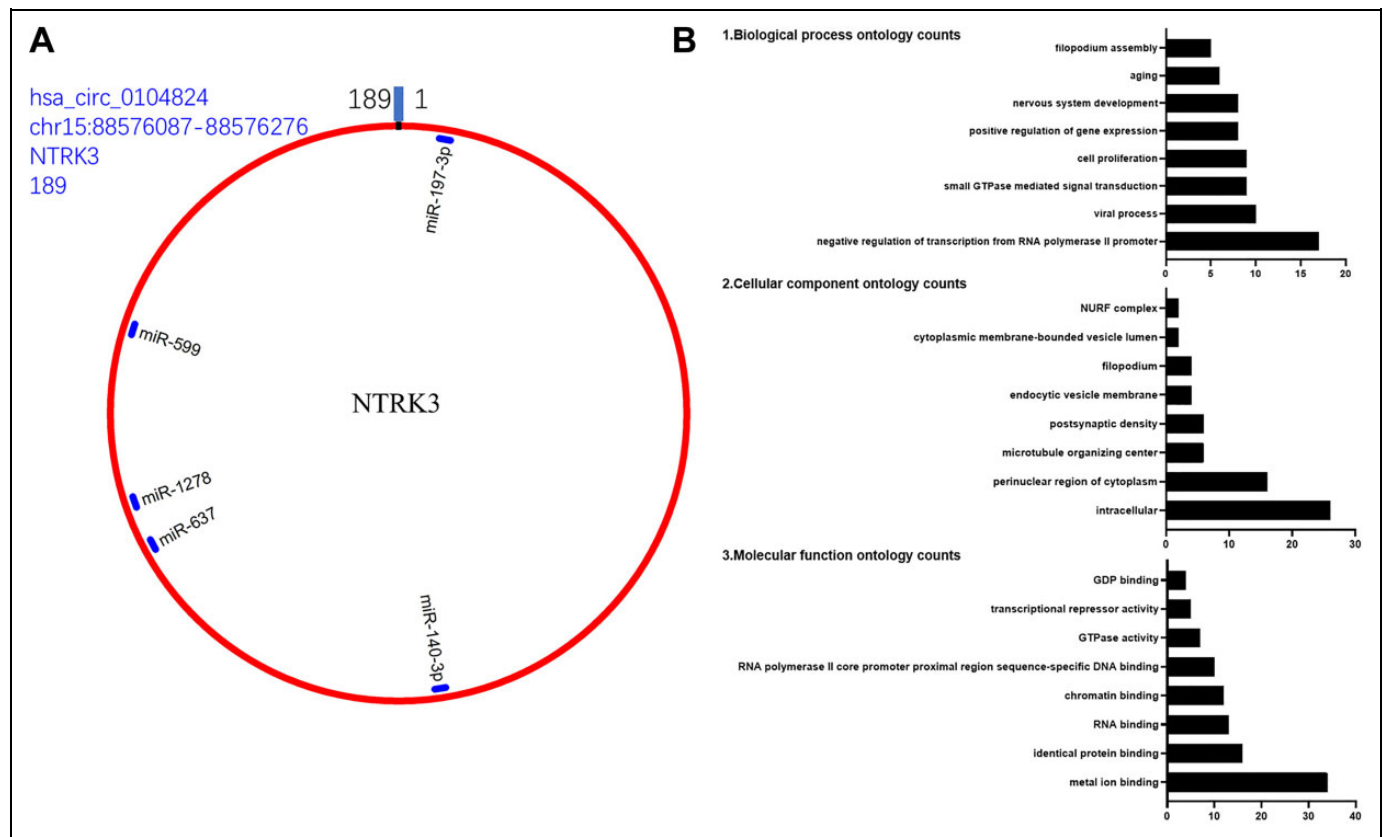 A
hsa_circ_0104824
chr15:88576087-88576276
NTRK3
189
189 1
miR-197-3p
miR-599
NTRK3
miR-1278
miR-637
miR-140-3p
B
1.Biological process ontology counts
filopodium assembly
aging
nervous system development
positive regulation of gene expression
cell proliferation
small GTPase mediated signal transduction
viral process
negative regulation of transcription from RNA polymerase II promoter
0 5 10 15 20
2.Cellular component ontology counts
NURF complex
cytoplasmic membrane-bounded vesicle lumen
filopodium
endocytic vesicle membrane
postsynaptic density
microtubule organizing center
perinuclear region of cytoplasm
intracellular
0 10 20 30
3.Molecular function ontology counts
GDP binding
transcriptional repressor activity
GTPase activity
RNA polymerase II core promoter proximal region sequence-specific DNA binding
chromatin binding
RNA binding
identical protein binding
metal ion binding
0 10 20 30 40